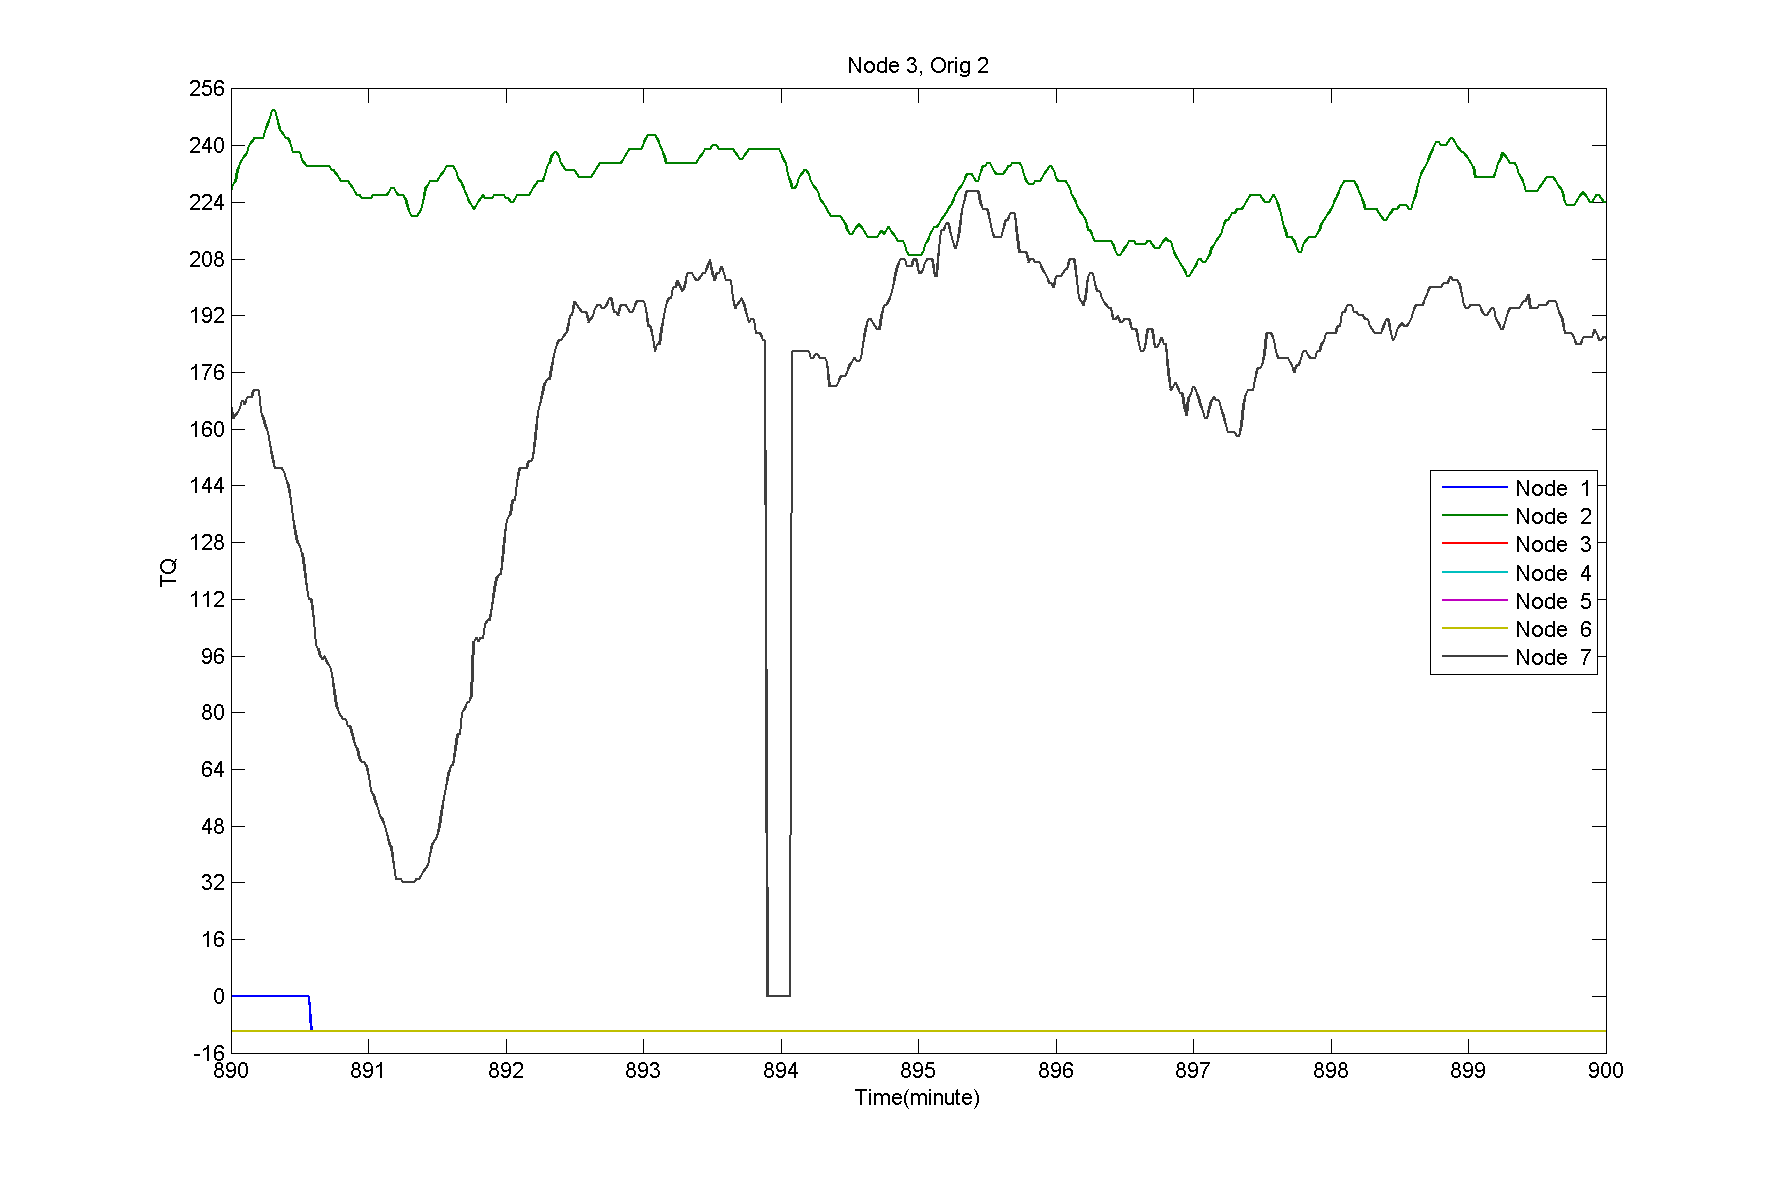 Node 3, Orig 2
256
240
224
208
192
176
160
144
128
112
96
80
64
48
32
16
0
-16
TQ
Node 1
Node 2
Node 3
Node 4
Node 5
Node 6
Node 7
890 891 892 893 894 895 896 897 898 899 900
Time(minute)